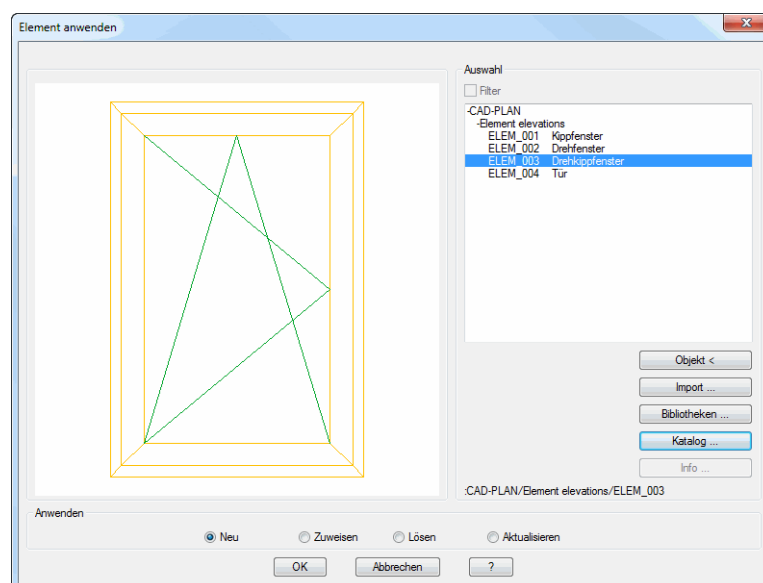 Element anwenden
Auswahl
Filter
-CAD-PLAN
-Element elevations
ELEM_001 Kippfenster
ELEM_002 Drehfenster
ELEM_003 Drehkippfenster
ELEM_004 Tür
Objekt <
Import ...
Bibliotheken ...
Katalog ...
Info ...
:CAD-PLAN/Element elevations/ELEM_003
Anwenden
Neu Zuweisen Lösen Aktualisieren
OK Abbrechen ?